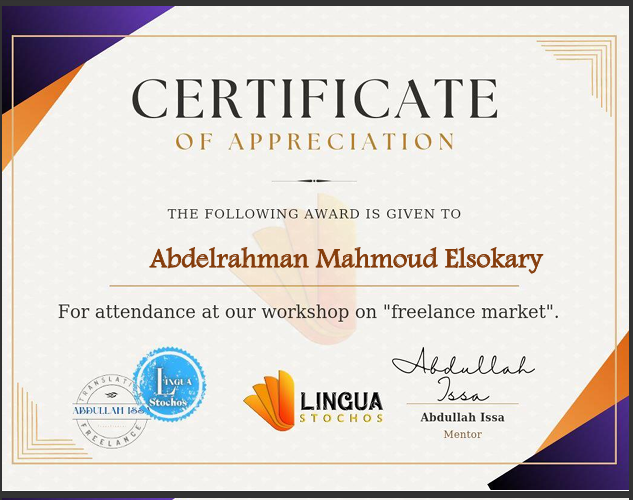 CERTIFICATE
OF APPRECIATION
THE FOLLOWING AWARD IS GIVEN TO
Abdelrahman Mahmoud Elsokary
For attendance at our workshop on "freelance market".
LINGUA
Stochos
ABDULLAH ISSA
FREELANCE
LINGUA
STOCHOS
Abdullah
Issa
Abdullah Issa
Mentor